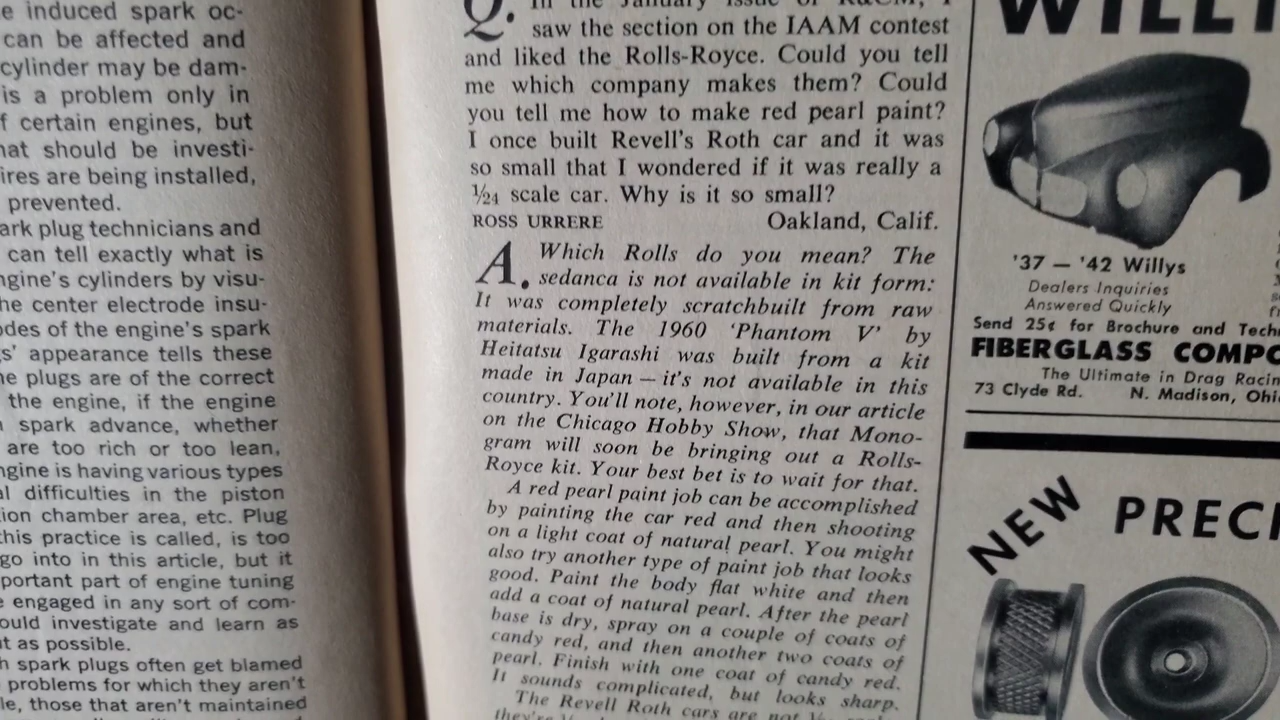 e induced spark oc-
can be affected and
cylinder may be dam-
is a problem only in
f certain engines, but
hat should be investi-
ires are being installed,
prevented.
ark plug technicians and
can tell exactly what is
ngine's cylinders by visu-
he center electrode insu-
odes of the engine's spark
gs' appearance tells these
he plugs are of the correct
the engine, if the engine
spark advance, whether
are too rich or too lean,
ngine is having various types
al difficulties in the piston
ion chamber area, etc. Plug
this practice is called, is too
go into in this article, but it
portant part of engine tuning
e engaged in any sort of com-
ould investigate and learn as
ut as possible.
h spark plugs often get blamed
problems for which they aren't
le, those that aren't maintained
Q. In the January issue of R&CM, I
saw the section on the IAAM contest
and liked the Rolls-Royce. Could you tell
me which company makes them? Could
you tell me how to make red pearl paint?
I once built Revell's Roth car and it was
so small that I wondered if it was really a
1/24 scale car. Why is it so small?
ROSS URRERE Oakland, Calif.
A. Which Rolls do you mean? The
sedanca is not available in kit form:
It was completely scratchbuilt from raw
materials. The 1960 'Phantom V' by
Heitatsu Igarashi was built from a kit
made in Japan — it's not available in this
country. You'll note, however, in our article
on the Chicago Hobby Show, that Mono-
gram will soon be bringing out a Rolls-
Royce kit. Your best bet is to wait for that.
A red pearl paint job can be accomplished
by painting the car red and then shooting
on a light coat of natural pearl. You might
also try another type of paint job that looks
good. Paint the body flat white and then
add a coat of natural pearl. After the pearl
base is dry, spray on a couple of coats of
candy red, and then another two coats of
pearl. Finish with one coat of candy red.
It sounds complicated, but looks sharp.
The Revell Roth cars are not
they're
WILLY
'37 — '42 Willys
Dealers Inquiries
Answered Quickly
Send 25¢ for Brochure and Tech
FIBERGLASS COMPO
The Ultimate in Drag Racin
73 Clyde Rd. N. Madison, Ohi
NEW
PRECI